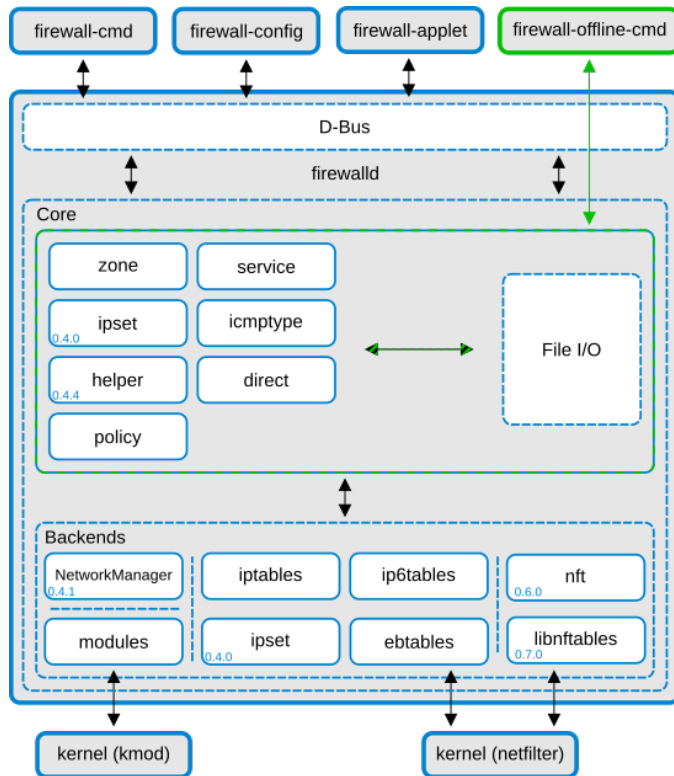 firewall-cmd
firewall-config
firewall-applet
firewall-offline-cmd
D-Bus
firewalld
Core
zone
service
ipset
0.4.0
icmptype
helper
0.4.4
direct
policy
File I/O
Backends
NetworkManager
0.4.1
iptables
ip6tables
nft
0.6.0
modules
ipset
0.4.0
ebtables
libnftables
0.7.0
kernel (kmod)
kernel (netfilter)